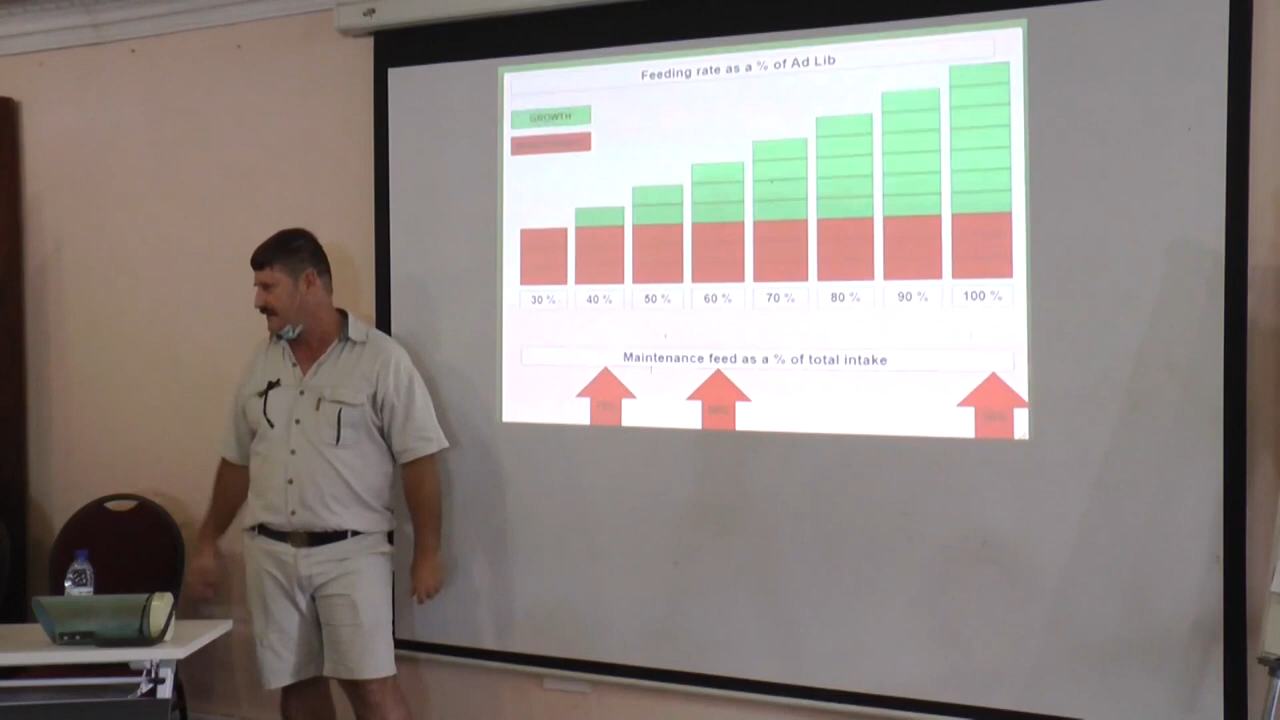 Feeding rate as a % of Ad Lib
GROWTH
30 % 40 % 50 % 60 % 70 % 80 % 90 % 100 %
Maintenance feed as a % of total intake